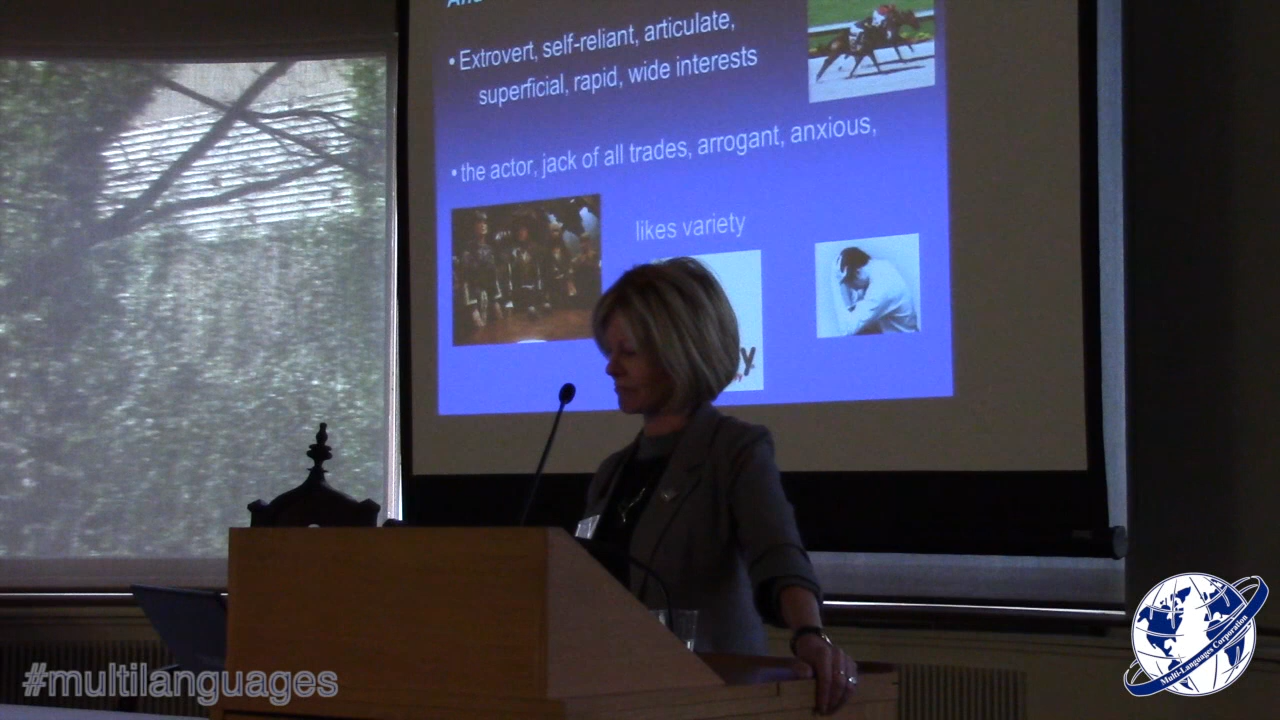 • Extrovert, self-reliant, articulate,
superficial, rapid, wide interests
• the actor, jack of all trades, arrogant, anxious,
likes variety
#multilanguages
Multi-Languages Corporation